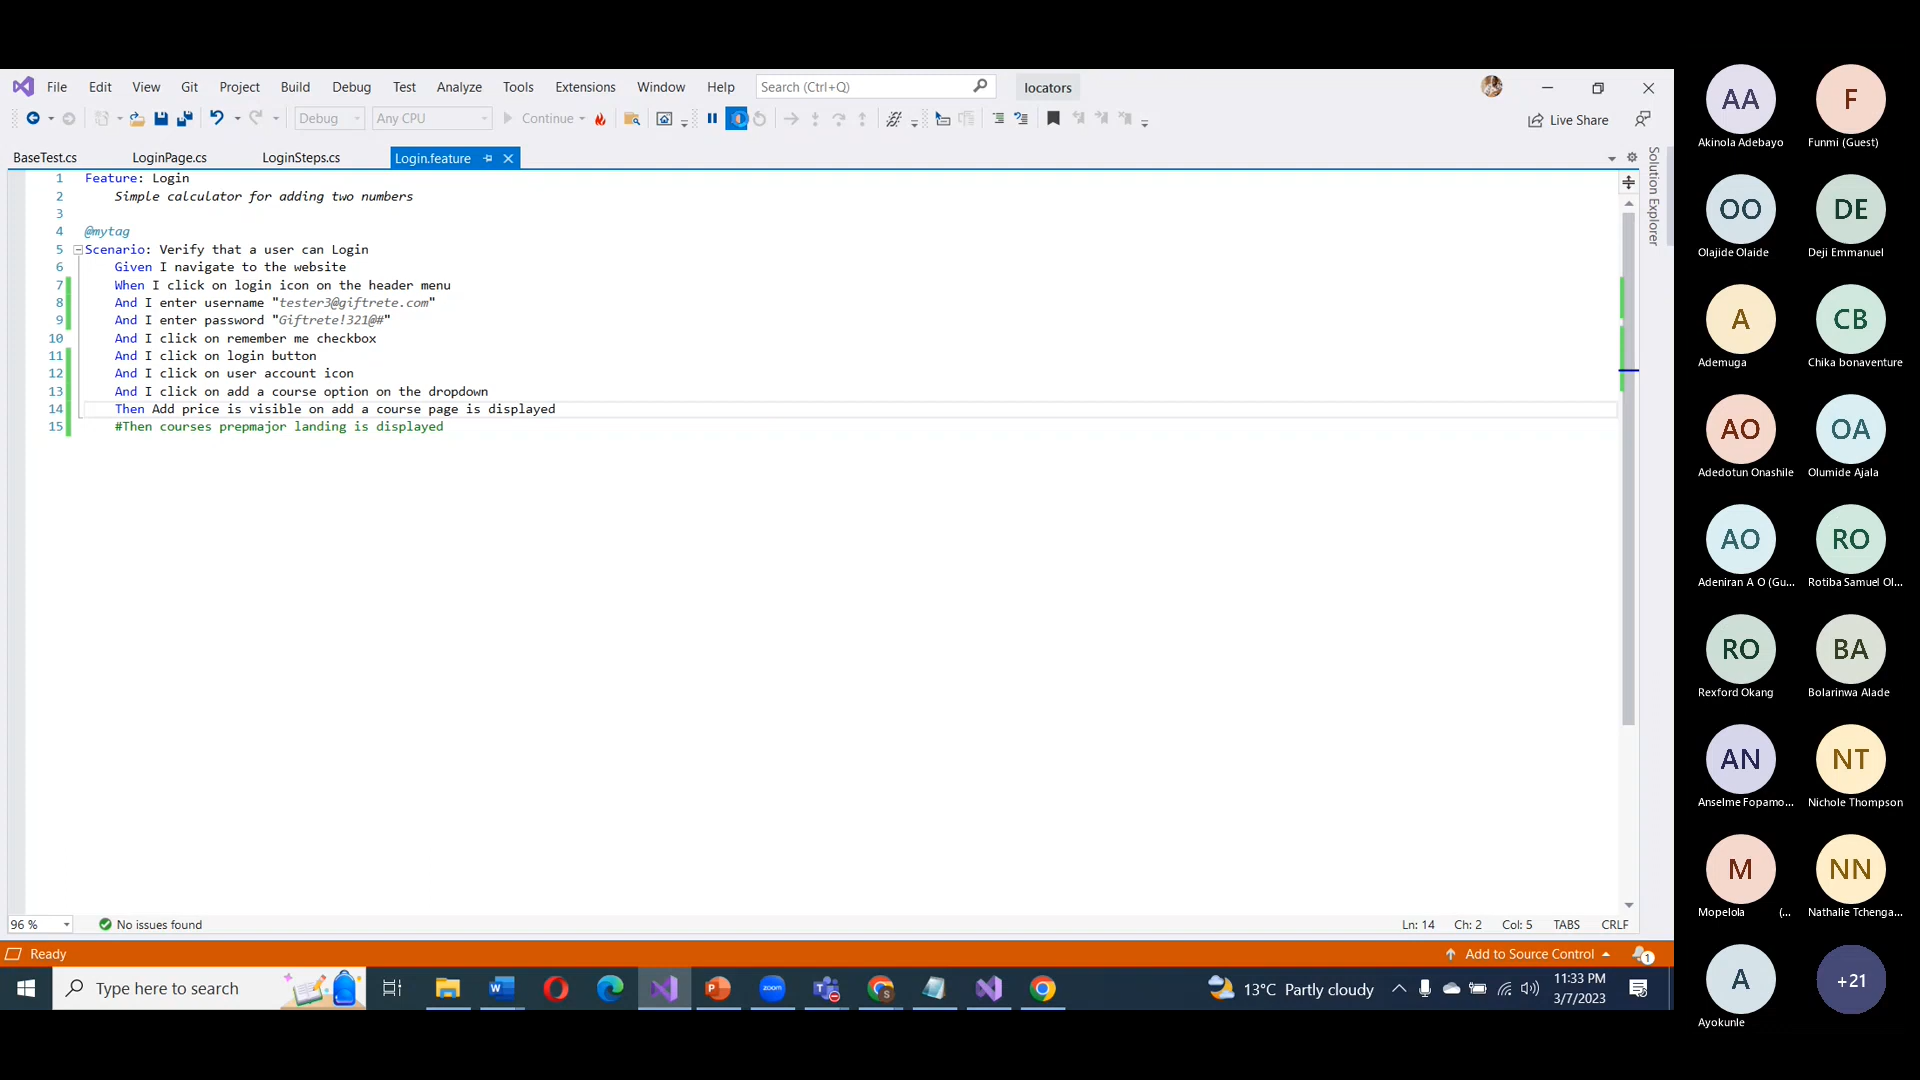 File Edit View Git Project Build Debug Test Analyze Tools Extensions Window Help Search (Ctrl+Q) locators
Debug Any CPU Continue Live Share
BaseTest.cs LoginPage.cs LoginSteps.cs Login.feature
Solution Explorer
1 Feature: Login
2 Simple calculator for adding two numbers
3
4 @mytag
5 Scenario: Verify that a user can Login
6 Given I navigate to the website
7 When I click on login icon on the header menu
8 And I enter username "tester3@giftrete.com"
9 And I enter password "Giftrete!321@#"
10 And I click on remember me checkbox
11 And I click on login button
12 And I click on user account icon
13 And I click on add a course option on the dropdown
14 Then Add price is visible on add a course page is displayed
15 #Then courses prepmajor landing is displayed
96 % No issues found Ln: 14 Ch: 2 Col: 5 TABS CRLF
Ready Add to Source Control 1
Type here to search zoom 13°C Partly cloudy 11:33 PM
3/7/2023
AA F
Akinola Adebayo Funmi (Guest)
OO DE
Olajide Olaide Deji Emmanuel
A CB
Ademuga Chika bonaventure
AO OA
Adedotun Onashile Olumide Ajala
AO RO
Adeniran A O (Gu... Rotiba Samuel Ol...
RO BA
Rexford Okang Bolarinwa Alade
AN NT
Anselme Fopamo... Nichole Thompson
M NN
Mopelola (... Nathalie Tchenga...
A +21
Ayokunle